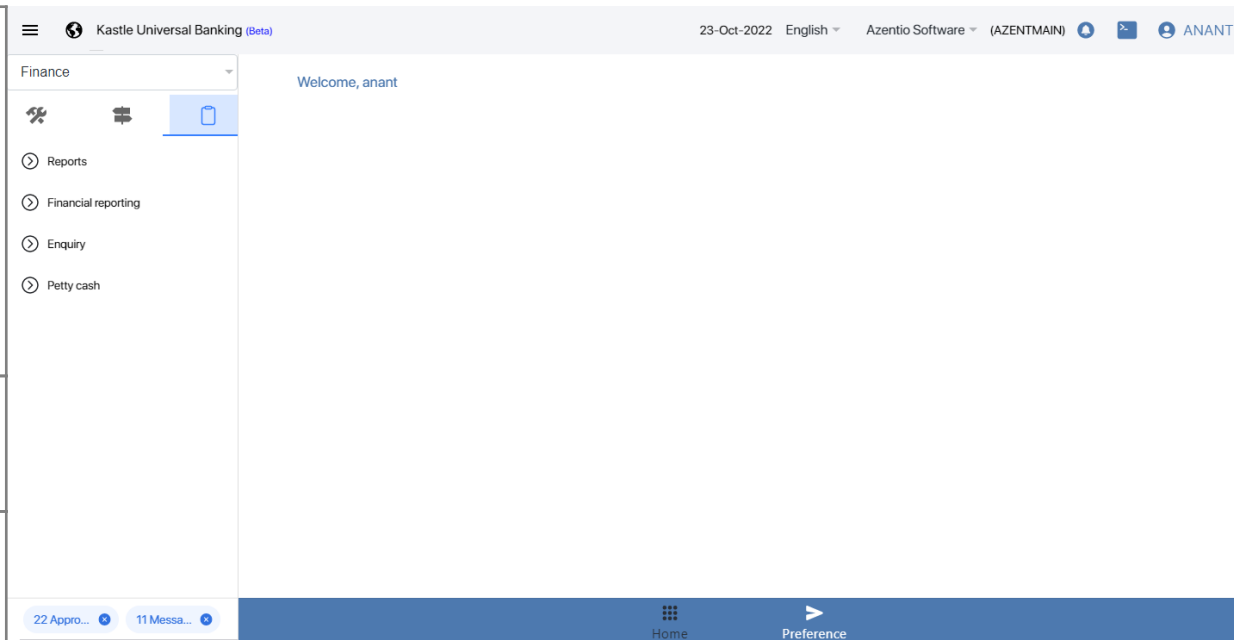 Kastle Universal Banking (Beta) 23-Oct-2022 English Azentio Software (AZENTMAIN) ANANT
Finance
Welcome, anant
Reports
Financial reporting
Enquiry
Petty cash
22 Appro... 11 Messa...
Home Preference